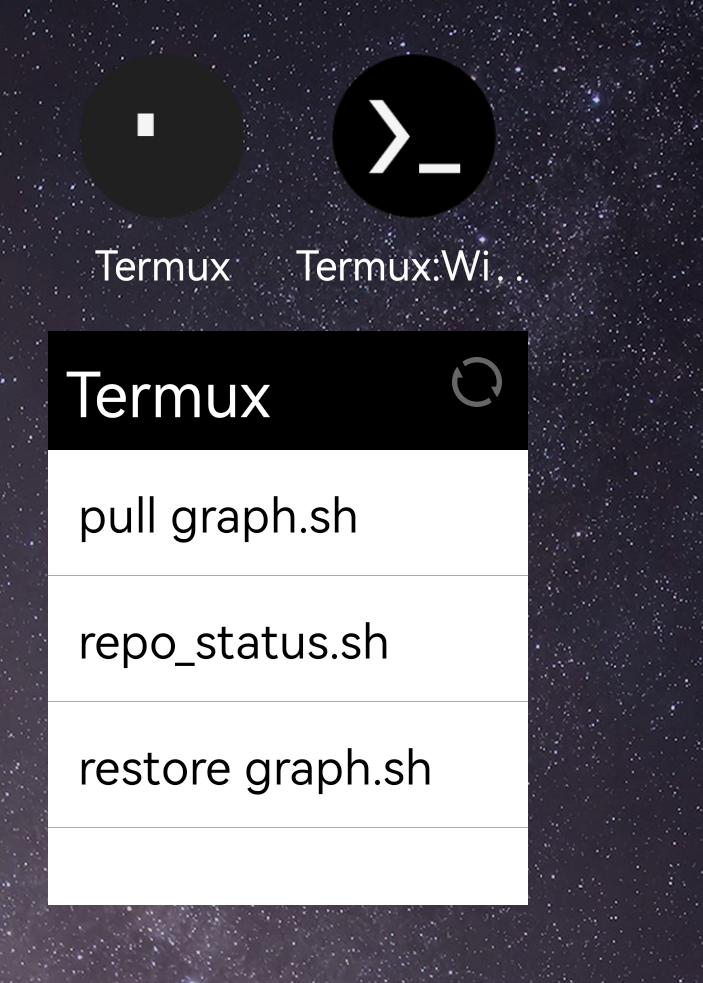 Termux
Termux:Wi. .
Termux
pull graph.sh
repo_status.sh
restore graph.sh